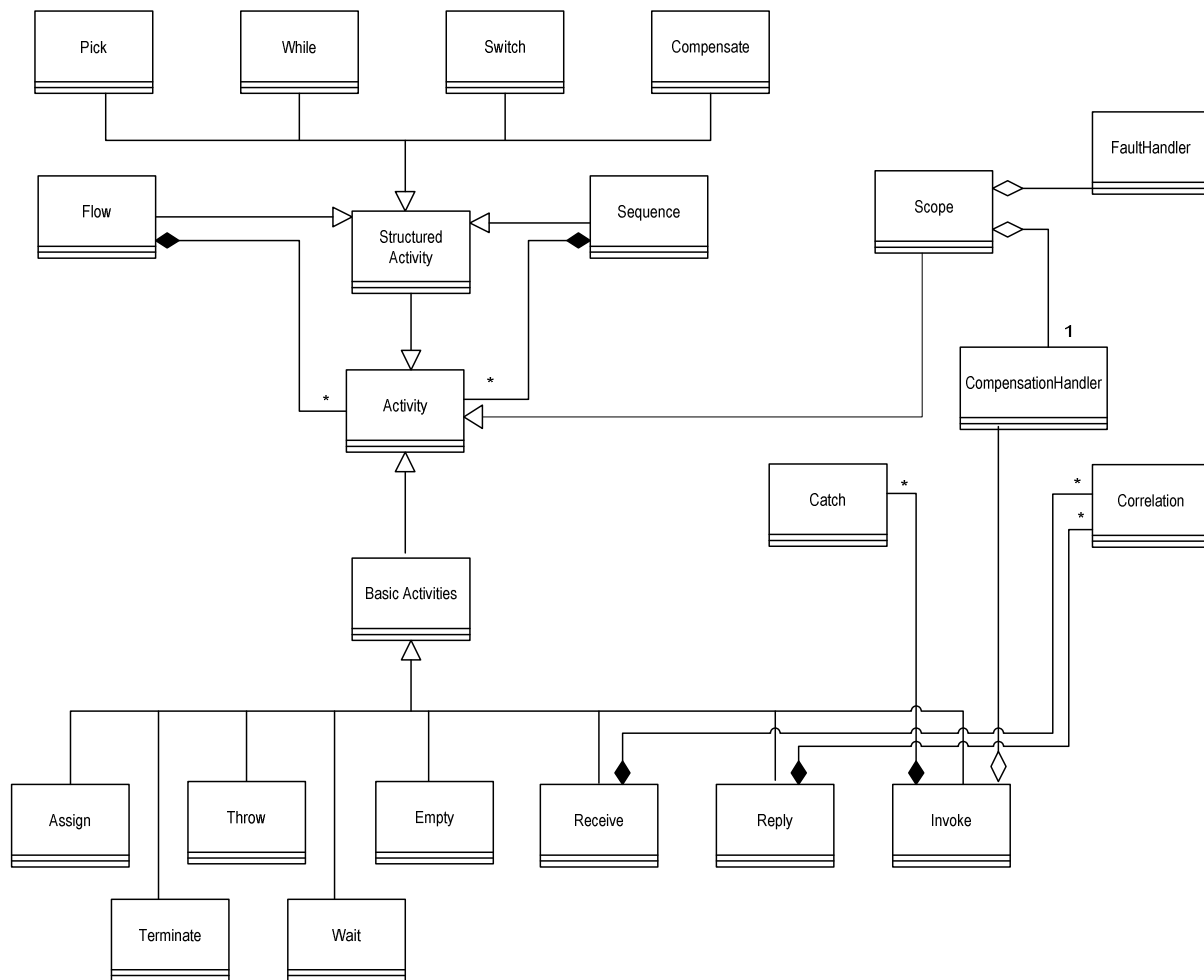 Pick
While
Switch
Compensate
FaultHandler
Flow
Structured
Activity
Sequence
Scope
1
CompensationHandler
*
*
Activity
Catch
*
*
*
Correlation
Basic Activities
Assign
Throw
Empty
Receive
Reply
Invoke
Terminate
Wait